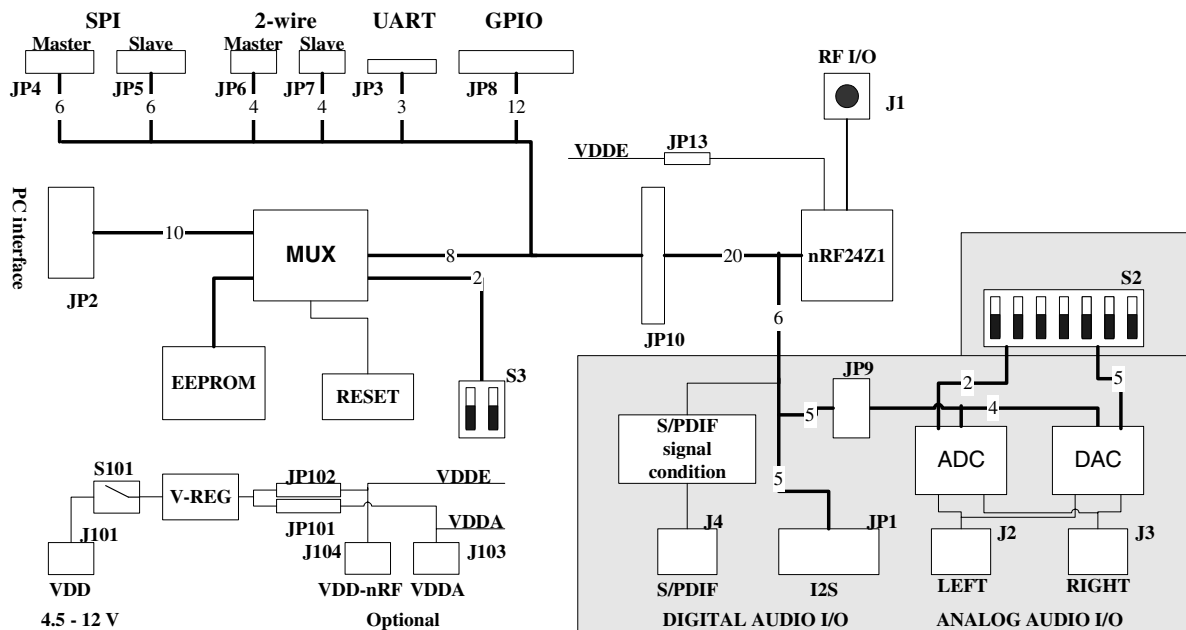 SPI 2-wire UART GPIO
Master Slave Master Slave
JP4 JP5 JP6 JP7 JP3 JP8
6 6 4 4 3 12
RF I/O
J1
VDDE JP13
PC interface
JP2
10
MUX
8
2
JP10
20
nRF24Z1
6
S2
EEPROM
RESET
S3
JP9
2
5
5
4
S/PDIF
signal
condition
ADC
DAC
5
S101
V-REG
JP102
VDDE
JP101
VDDA
J101
J104
J103
VDD
VDD-nRF
VDDA
4.5 - 12 V
Optional
J4
S/PDIF
JP1
I2S
J2
LEFT
J3
RIGHT
DIGITAL AUDIO I/O
ANALOG AUDIO I/O